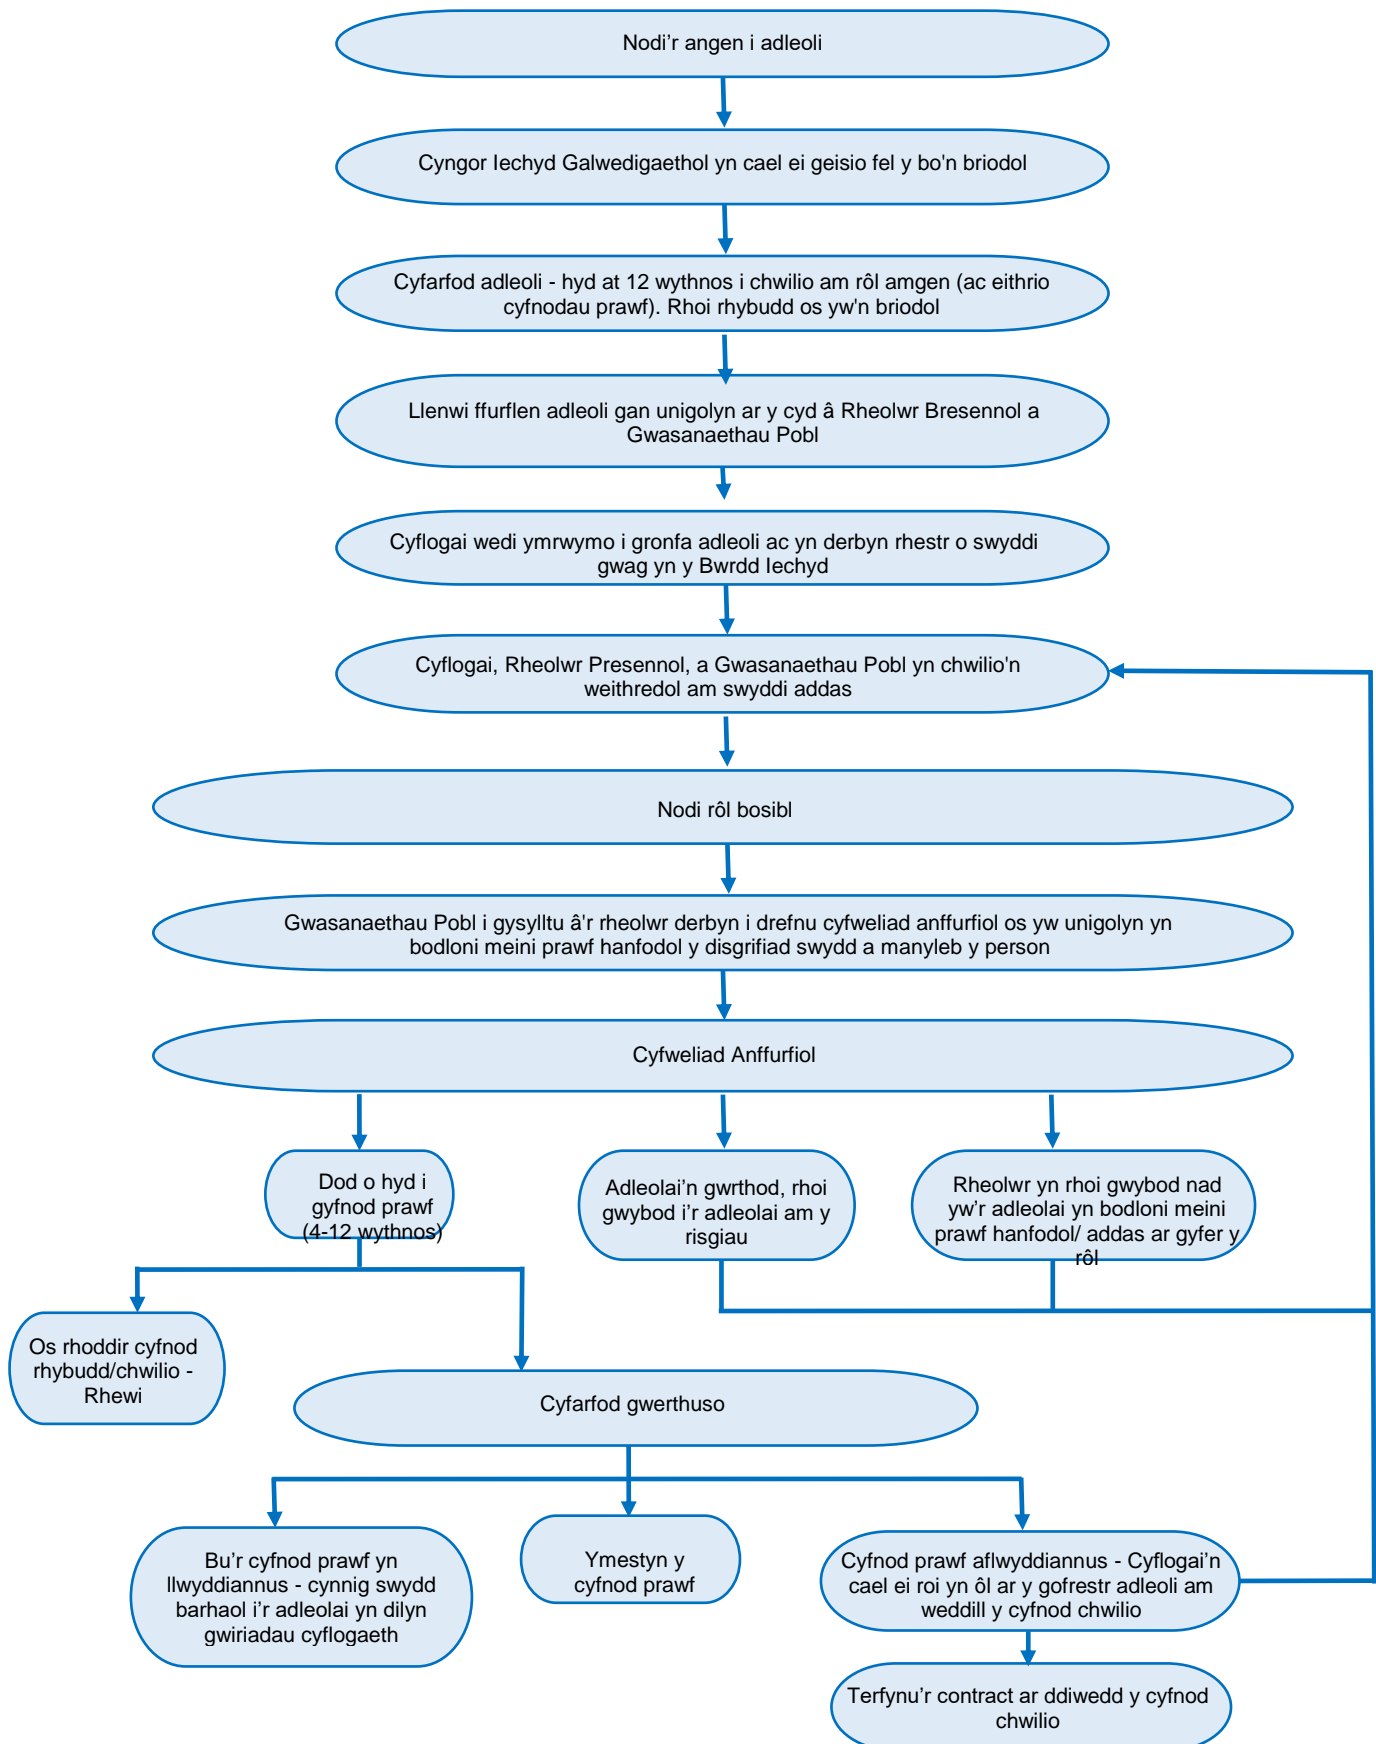 Nodi'r angen i adleoli
Cyngor Iechyd Galwedigaethol yn cael ei geisio fel y bo'n briodol
Cyfarfod adleoli - hyd at 12 wythnos i chwilio am rôl amgen (ac eithrio
cyfnodau prawf). Rhoi rhybudd os yw'n briodol
Llenwi ffurflen adleoli gan unigolyn ar y cyd â Rheolwr Bresennol a
Gwasanaethau Pobl
Cyflogai wedi ymrwymo i gronfa adleoli ac yn derbyn rhestr o swyddi
gwag yn y Bwrdd Iechyd
Cyflogai, Rheolwr Presennol, a Gwasanaethau Pobl yn chwilio'n
weithredol am swyddi addas
Nodi rôl bosibl
Gwasanaethau Pobl i gysylltu â'r rheolwr derbyn i drefnu cyfweliad anffurfiol os yw unigolyn yn
bodloni meini prawf hanfodol y disgrifiad swydd a manyleb y person
Cyfweliad Anffurfiol
Dod o hyd i
gyfnod prawf
(4-12 wythnos)
Adleolai'n gwrthod, rhoi
gwybod i'r adleolai am y
risgiau
Rheolwr yn rhoi gwybod nad
yw'r adleolai yn bodloni meini
prawf hanfodol/ addas ar gyfer y
rôl
Os rhoddir cyfnod
rhybudd/chwilio -
Rhewi
Cyfarfod gwerthuso
Bu'r cyfnod prawf yn
llwyddiannus - cynnig swydd
barhaol i'r adleolai yn dilyn
gwiriadau cyflogaeth
Ymestyn y
cyfnod prawf
Cyfnod prawf aflwyddiannus - Cyflogai'n
cael ei roi yn ôl ar y gofrestr adleoli am
weddill y cyfnod chwilio
Terfynu'r contract ar ddiwedd y cyfnod
chwilio